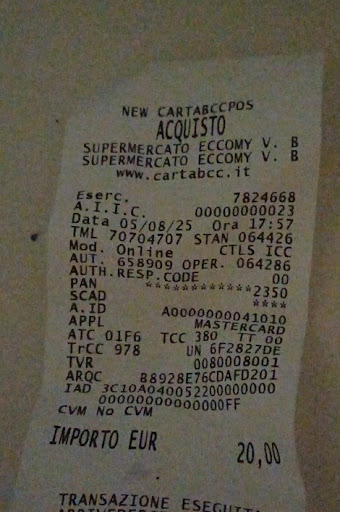 NEW CARTABCCPOS
ACQUISTO
SUPERMERCATO ECCOMY V. B
SUPERMERCATO ECCOMY V. B
www.cartabcc.it
Eserc. 7824668
A.I.I.C. 00000000023
Data 05/08/25 Ora 17:57
TML 70704707 STAN 064426
Mod. Online CTLS ICC
AUT. 658909 OPER. 064286
AUTH.RESP.CODE 00
PAN ************2350
SCAD ****
A.ID A0000000041010
APPL MASTERCARD
ATC 01F6 TCC 380 TT 00
TrCC 978 UN 6F2827DE
TVR 0080008001
ARQC B8928E76CDAFD201
IAD 3C10A040052200000000
00000000000000FF
CVM No CVM
IMPORTO EUR 20,00
TRANSAZIONE ESEGUITA